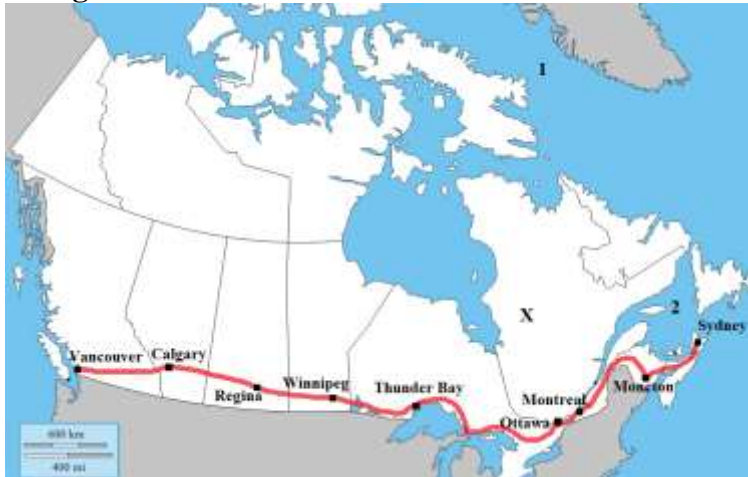 1
X
2
Sydney
Vancouver
Calgary
Regina
Winnipeg
Thunder Bay
Montreal
Moncton
Ottawa
600 km
400 mi